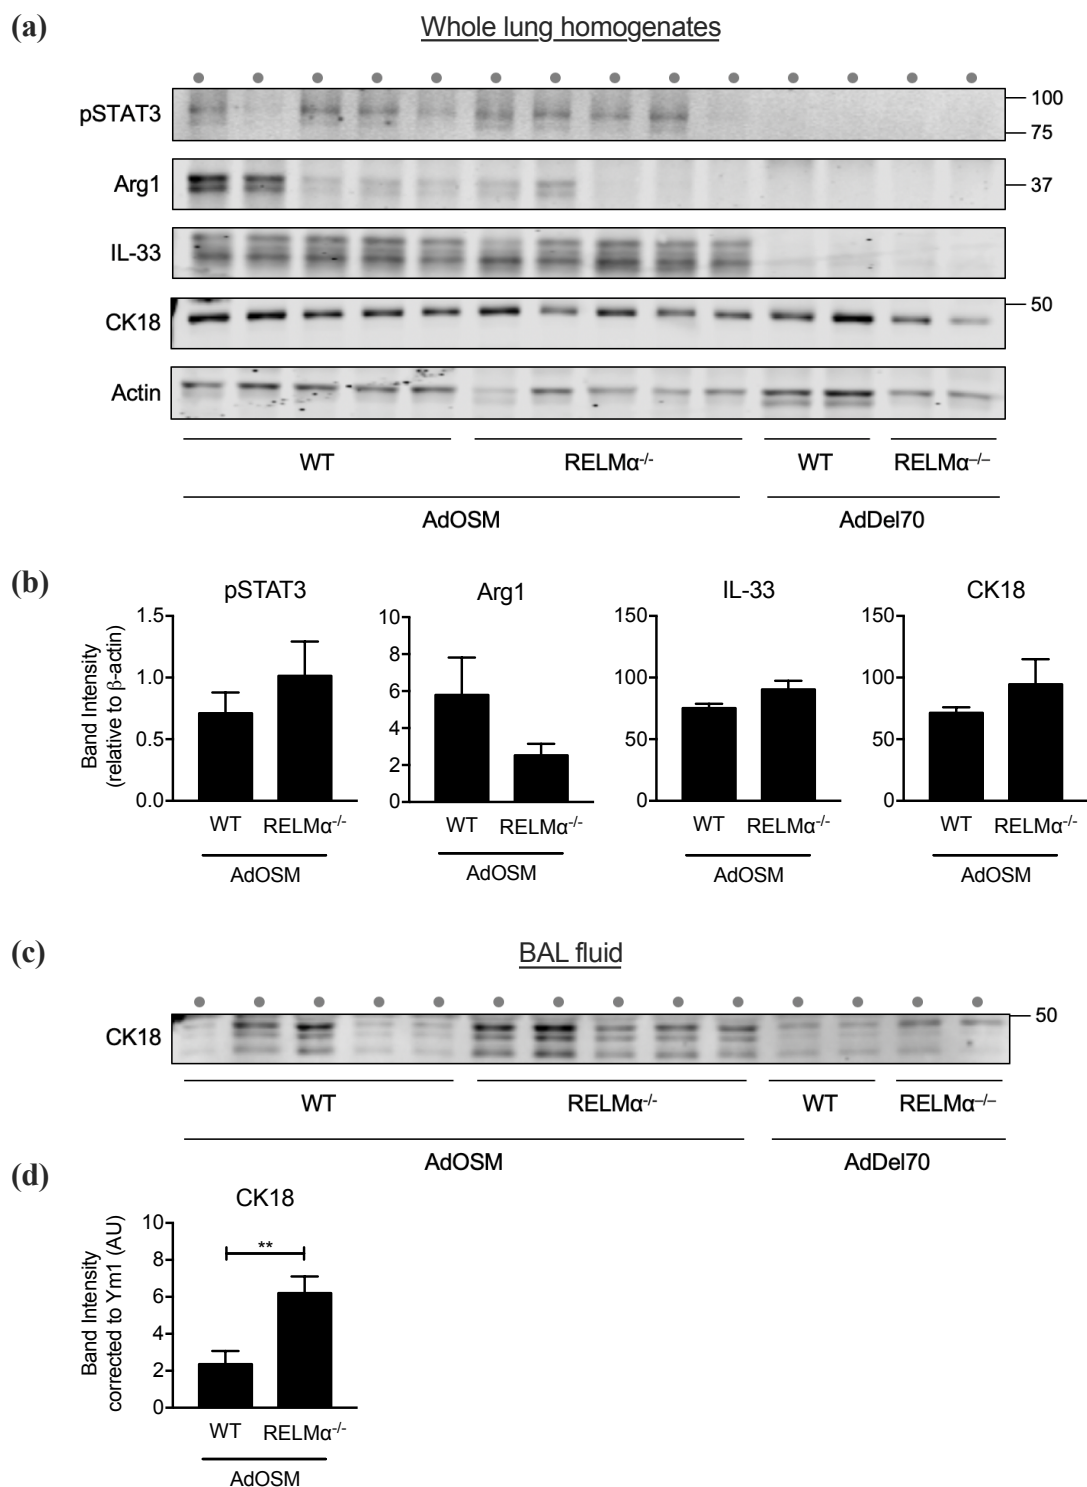 (a)
Whole lung homogenates
pSTAT3
100
75
Arg1
37
IL-33
CK18
50
Actin
WT RELMα-/- WT RELMα–/–
AdOSM AdDel70
(b)
pSTAT3 Arg1 IL-33 CK18
Band Intensity
(relative to β-actin)
1.5
1.0
0.5
0.0
10
8
6
4
2
0
150
100
50
0
150
100
50
0
WT RELMα-/- WT RELMα-/- WT RELMα-/- WT RELMα-/-
AdOSM AdOSM AdOSM AdOSM
(c)
BAL fluid
CK18
50
WT RELMα-/- WT RELMα–/–
AdOSM AdDel70
(d)
CK18
Band Intensity
corrected to Ym1 (AU)
10
8
6
4
2
0
**
WT RELMα-/-
AdOSM